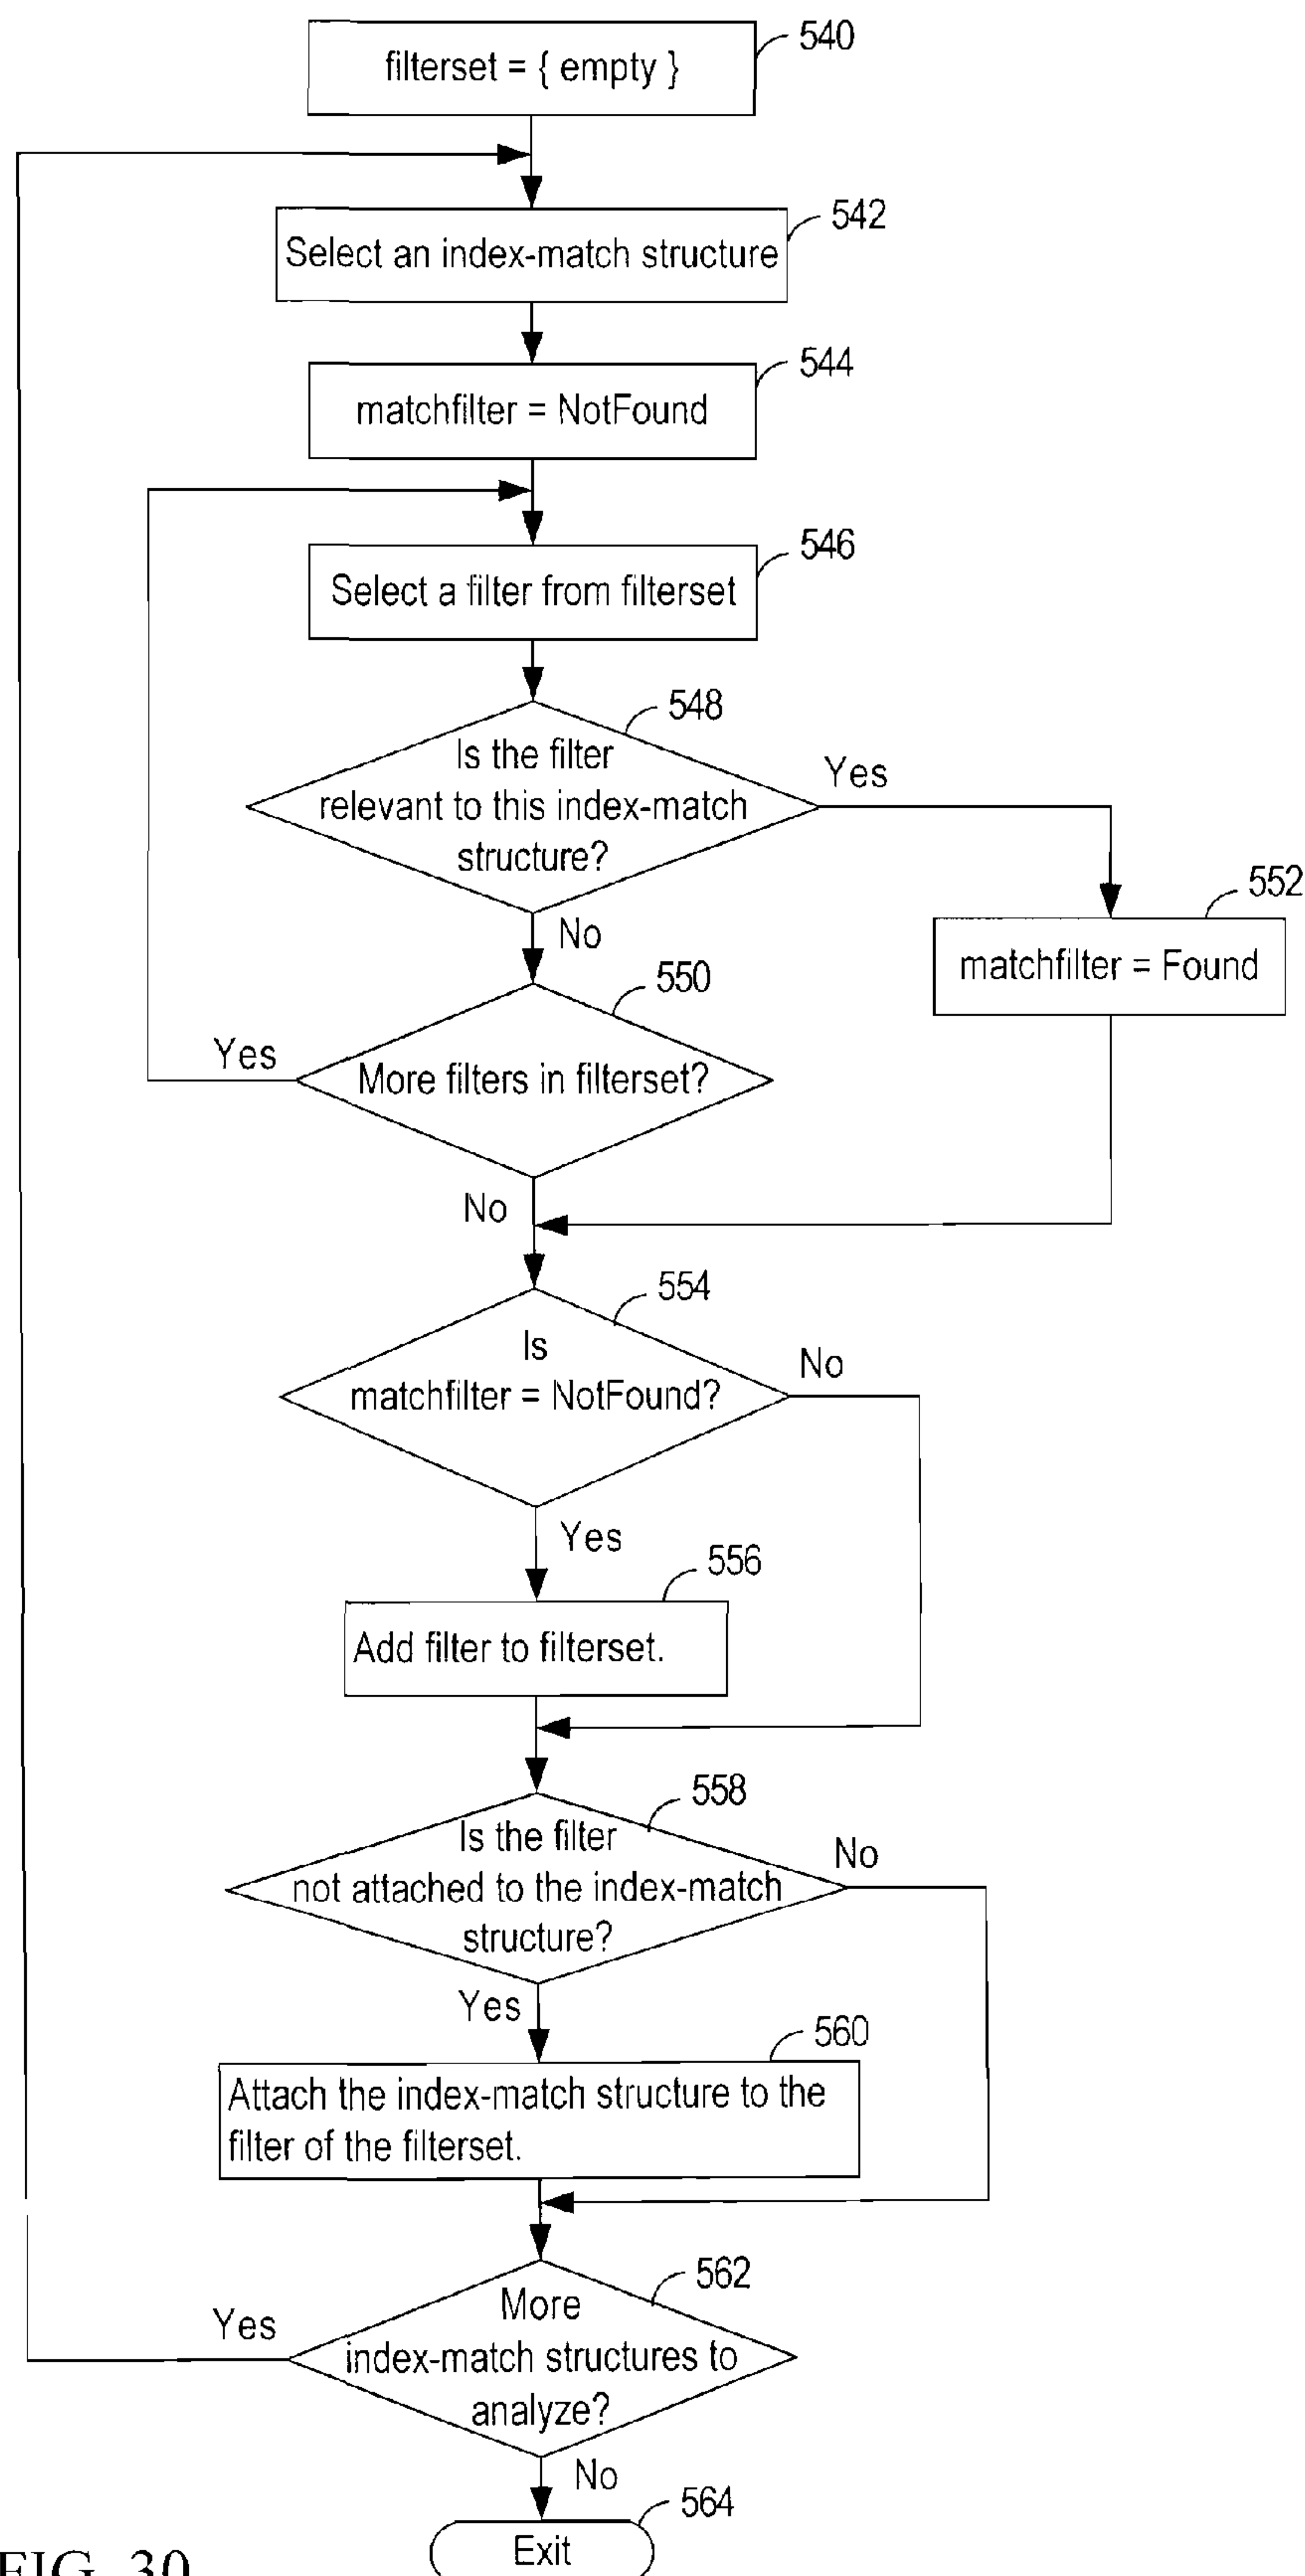 540
filterset = { empty }
542
Select an index-match structure
544
matchfilter = NotFound
546
Select a filter from filterset
548
Is the filter
relevant to this index-match
structure?
Yes
No
552
matchfilter = Found
550
More filters in filterset?
Yes
No
554
Is
matchfilter = NotFound?
No
Yes
556
Add filter to filterset.
558
Is the filter
not attached to the index-match
structure?
No
Yes
560
Attach the index-match structure to the
filter of the filterset.
562
More
index-match structures to
analyze?
Yes
No
564
Exit
FIG. 30